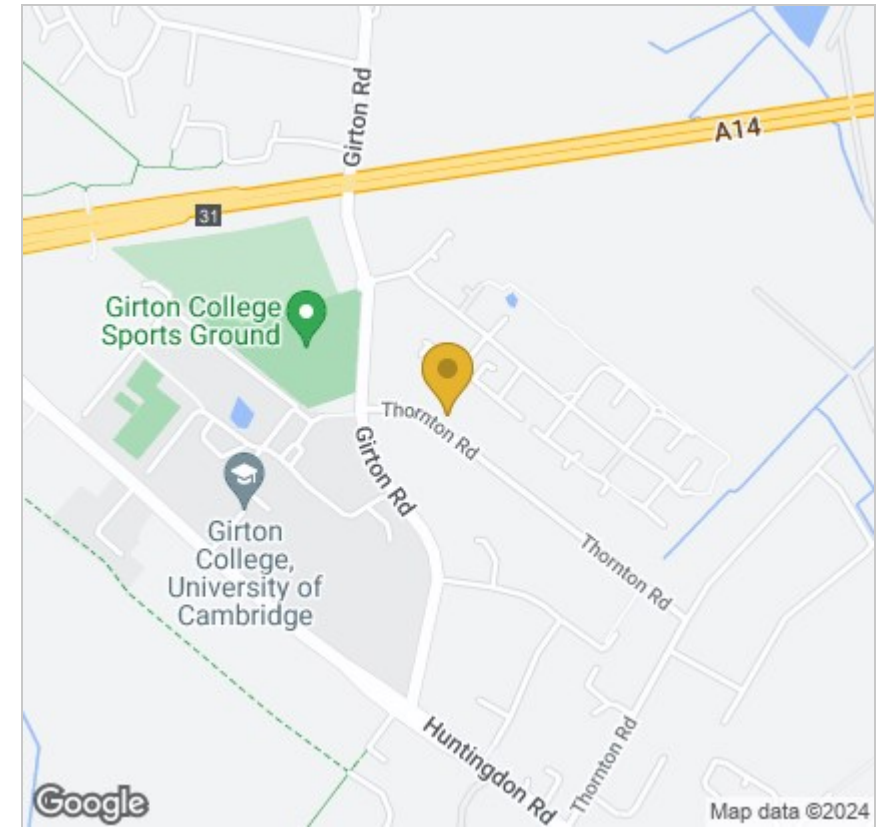 Girton Rd
A14
31
Girton College
Sports Ground
Thornton Rd
Girton Rd
Girton
College,
University of
Cambridge
Thornton Rd
Huntingdon Rd
Thornton Rd
Google
Map data ©2024